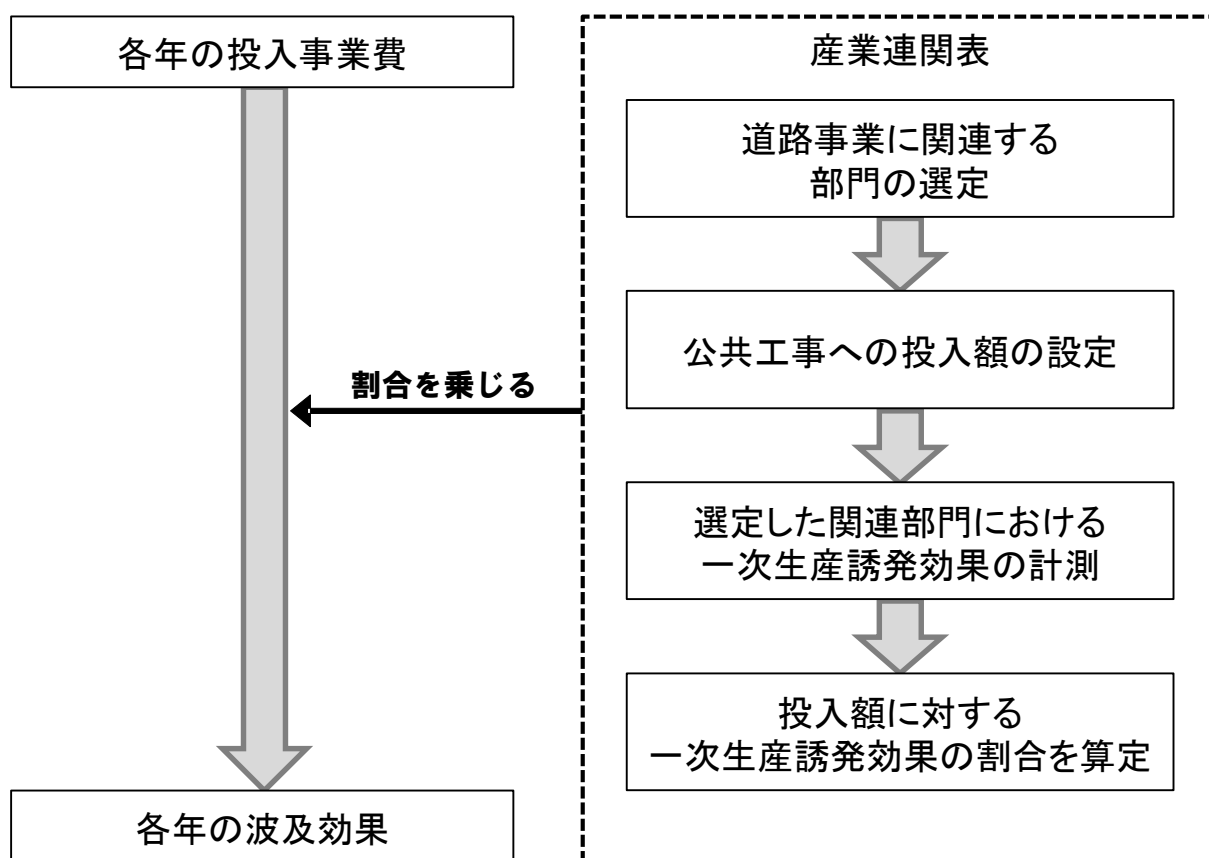 各年の投入事業費
産業連関表
道路事業に関連する
部門の選定
公共工事への投入額の設定
割合を乗じる
選定した関連部門における
一次生産誘発効果の計測
投入額に対する
一次生産誘発効果の割合を算定
各年の波及効果